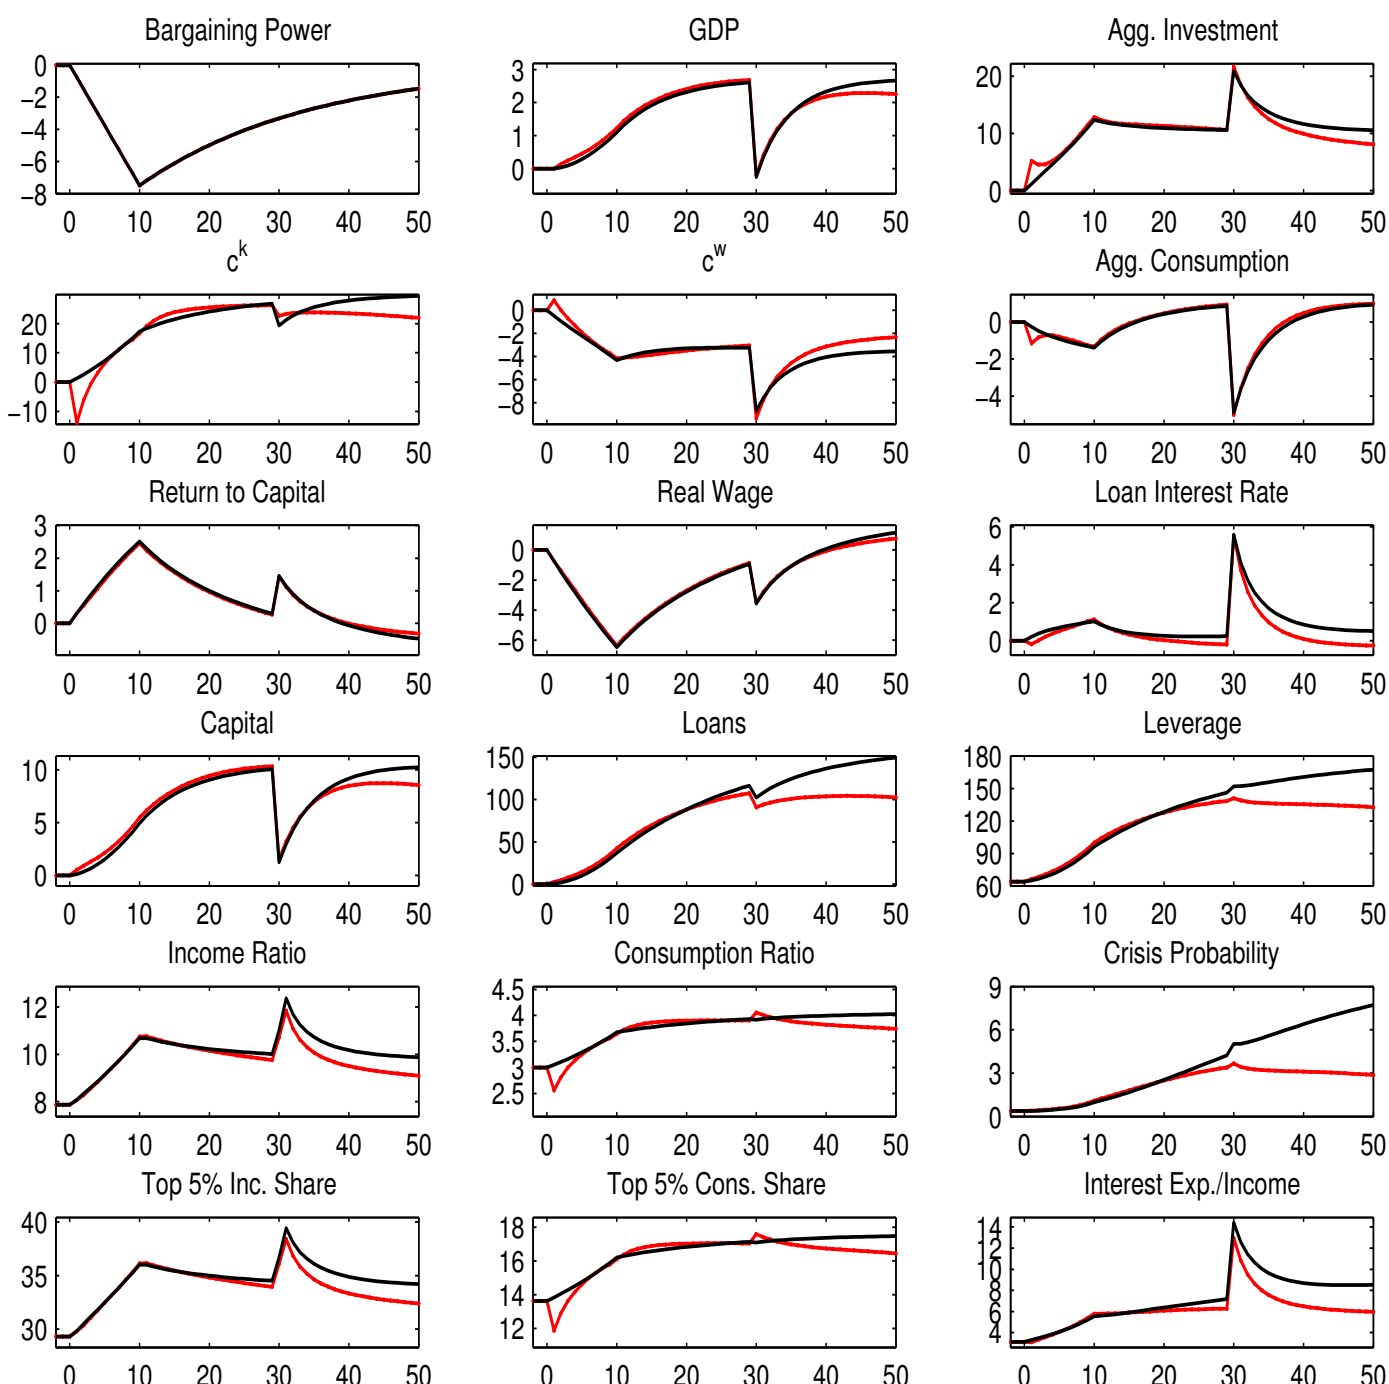 Bargaining Power GDP Agg. Investment
0 3 20
−2 2
−4 1 10
−6
−8 0 0
0 10 20 30 40 50 0 10 20 30 40 50 0 10 20 30 40 50
c^k c^w Agg. Consumption
20 0 0
10 −2
0 −4 −2
−10 −6 −4
−8
0 10 20 30 40 50 0 10 20 30 40 50 0 10 20 30 40 50
Return to Capital Real Wage Loan Interest Rate
3 0 6
2 −2 4
1 −4 2
0 −6 0
0 10 20 30 40 50 0 10 20 30 40 50 0 10 20 30 40 50
Capital Loans Leverage
10 150 180
100 150
5 120
50 90
0 0 60
0 10 20 30 40 50 0 10 20 30 40 50 0 10 20 30 40 50
Income Ratio Consumption Ratio Crisis Probability
12 4.5 9
4 6
10 3.5
3 3
8 2.5 0
0 10 20 30 40 50 0 10 20 30 40 50 0 10 20 30 40 50
Top 5% Inc. Share Top 5% Cons. Share Interest Exp./Income
40 18 14
16 12
35 10
14 8
30 12 6
4
0 10 20 30 40 50 0 10 20 30 40 50 0 10 20 30 40 50